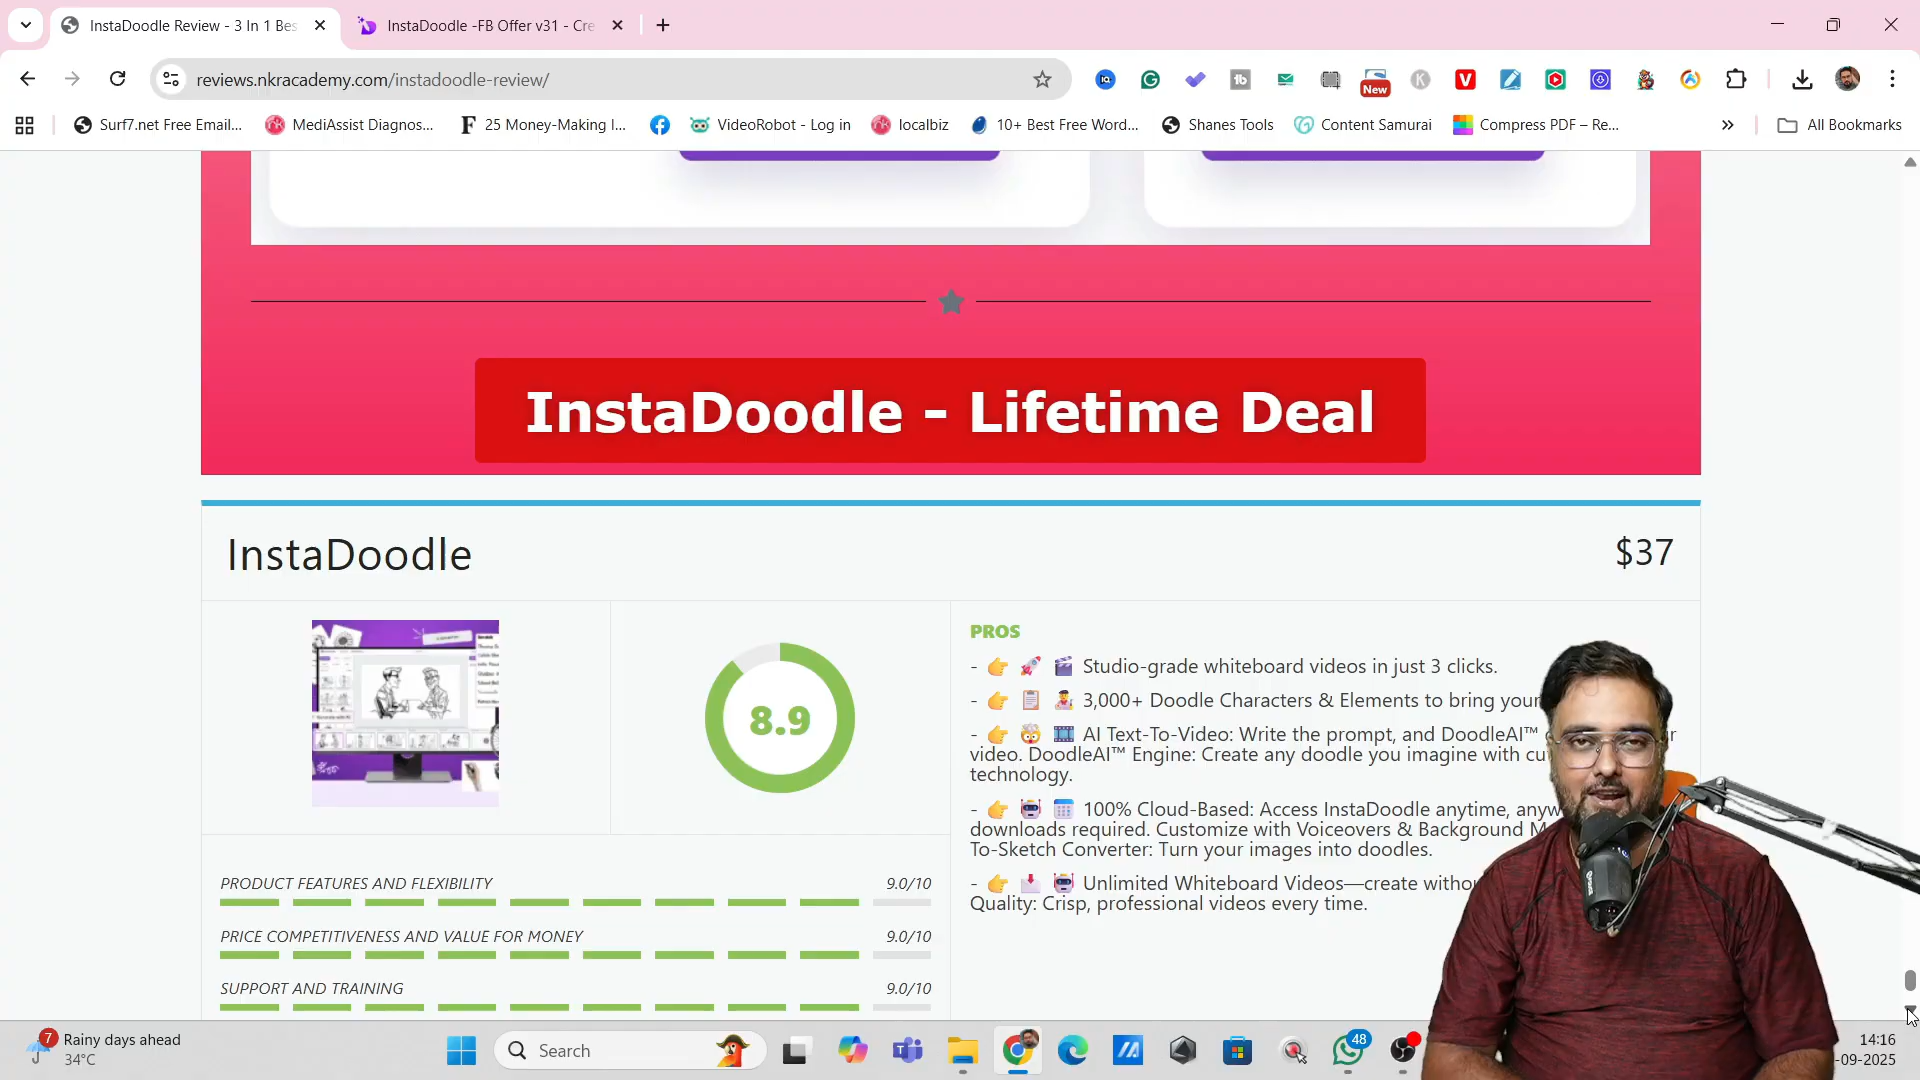 InstaDoodle Review - 3 In 1 Bes
InstaDoodle -FB Offer v31 - Cre
reviews.nkracademy.com/instadoodle-review/
New
Surf7.net Free Email...
MediAssist Diagnos...
25 Money-Making I...
VideoRobot - Log in
localbiz
10+ Best Free Word...
Shanes Tools
Content Samurai
Compress PDF – Re...
All Bookmarks
InstaDoodle - Lifetime Deal
InstaDoodle
$37
8.9
PROS
- 👉 🚀 🎬 Studio-grade whiteboard videos in just 3 clicks.
- 👉 📋 👨‍🎨 3,000+ Doodle Characters & Elements to bring your
- 👉 🤯 🎞️ AI Text-To-Video: Write the prompt, and DoodleAI™
video. DoodleAI™ Engine: Create any doodle you imagine with cu
technology.
- 👉 🤖 📅 100% Cloud-Based: Access InstaDoodle anytime, anyw
downloads required. Customize with Voiceovers & Background M
To-Sketch Converter: Turn your images into doodles.
- 👉 📩 🤖 Unlimited Whiteboard Videos—create withou
Quality: Crisp, professional videos every time.
PRODUCT FEATURES AND FLEXIBILITY
9.0/10
PRICE COMPETITIVENESS AND VALUE FOR MONEY
9.0/10
SUPPORT AND TRAINING
9.0/10
7
Rainy days ahead
34°C
Search
48
14:16
-09-2025